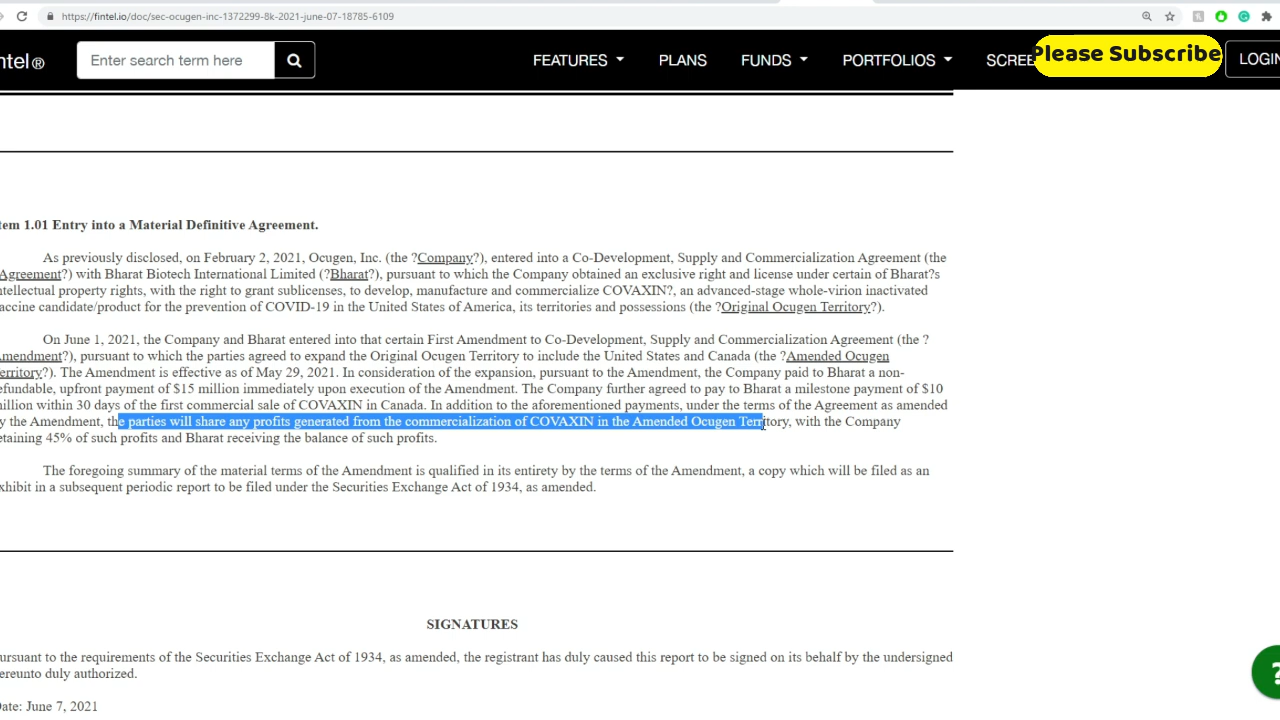 https://fintel.io/doc/sec-ocugen-inc-1372299-8k-2021-june-07-18785-6109
ntel® Enter search term here FEATURES PLANS FUNDS PORTFOLIOS SCREE Please Subscribe LOGIN
tem 1.01 Entry into a Material Definitive Agreement.
As previously disclosed, on February 2, 2021, Ocugen, Inc. (the ?Company?), entered into a Co-Development, Supply and Commercialization Agreement (the
Agreement?) with Bharat Biotech International Limited (?Bharat?), pursuant to which the Company obtained an exclusive right and license under certain of Bharat?s
ntellectual property rights, with the right to grant sublicenses, to develop, manufacture and commercialize COVAXIN?, an advanced-stage whole-virion inactivated
accine candidate/product for the prevention of COVID-19 in the United States of America, its territories and possessions (the ?Original Ocugen Territory?).
On June 1, 2021, the Company and Bharat entered into that certain First Amendment to Co-Development, Supply and Commercialization Agreement (the ?
Amendment?), pursuant to which the parties agreed to expand the Original Ocugen Territory to include the United States and Canada (the ?Amended Ocugen
erritory?). The Amendment is effective as of May 29, 2021. In consideration of the expansion, pursuant to the Amendment, the Company paid to Bharat a non-
efundable, upfront payment of $15 million immediately upon execution of the Amendment. The Company further agreed to pay to Bharat a milestone payment of $10
million within 30 days of the first commercial sale of COVAXIN in Canada. In addition to the aforementioned payments, under the terms of the Agreement as amended
y the Amendment, the parties will share any profits generated from the commercialization of COVAXIN in the Amended Ocugen Territory, with the Company
etaining 45% of such profits and Bharat receiving the balance of such profits.
The foregoing summary of the material terms of the Amendment is qualified in its entirety by the terms of the Amendment, a copy which will be filed as an
xhibit in a subsequent periodic report to be filed under the Securities Exchange Act of 1934, as amended.
SIGNATURES
ursuant to the requirements of the Securities Exchange Act of 1934, as amended, the registrant has duly caused this report to be signed on its behalf by the undersigned
ereunto duly authorized.
Date: June 7, 2021
?